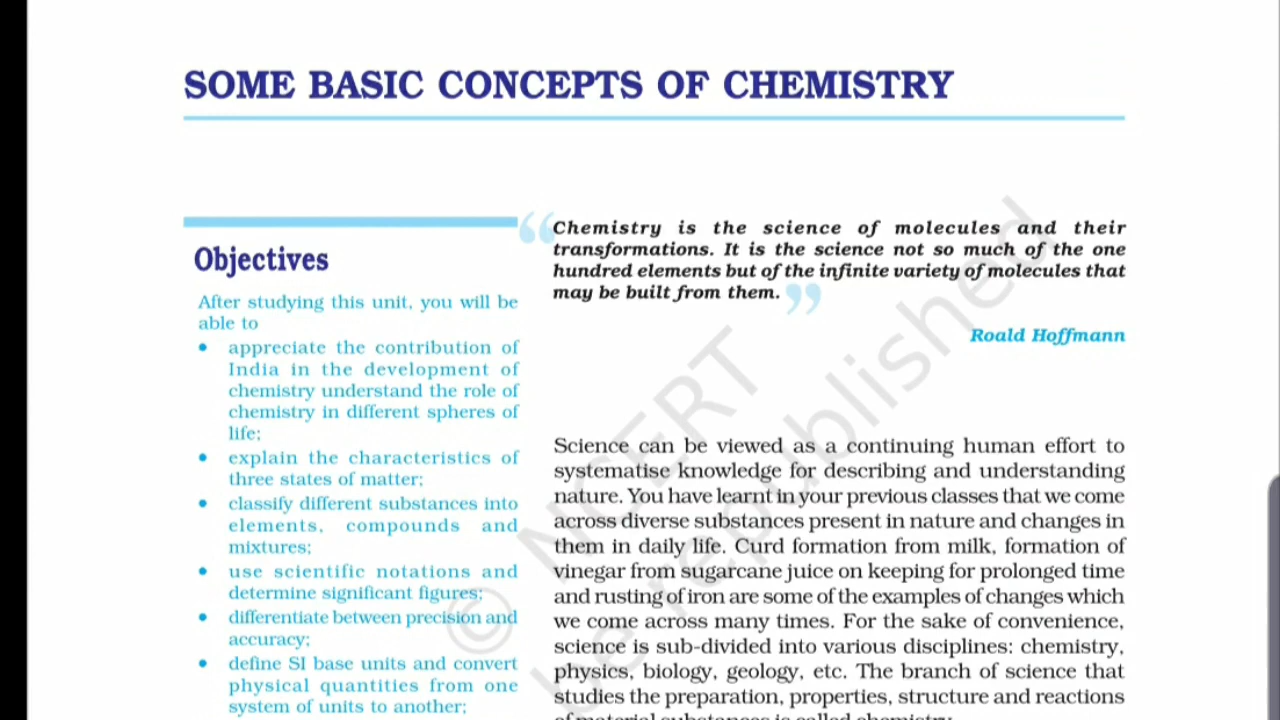 SOME BASIC CONCEPTS OF CHEMISTRY
Objectives
After studying this unit, you will be
able to
• appreciate the contribution of
India in the development of
chemistry understand the role of
chemistry in different spheres of
life;
• explain the characteristics of
three states of matter;
• classify different substances into
elements, compounds and
mixtures;
• use scientific notations and
determine significant figures;
• differentiate between precision and
accuracy;
• define SI base units and convert
physical quantities from one
system of units to another;
“Chemistry is the science of molecules and their
transformations. It is the science not so much of the one
hundred elements but of the infinite variety of molecules that
may be built from them.”
Roald Hoffmann
Science can be viewed as a continuing human effort to
systematise knowledge for describing and understanding
nature. You have learnt in your previous classes that we come
across diverse substances present in nature and changes in
them in daily life. Curd formation from milk, formation of
vinegar from sugarcane juice on keeping for prolonged time
and rusting of iron are some of the examples of changes which
we come across many times. For the sake of convenience,
science is sub-divided into various disciplines: chemistry,
physics, biology, geology, etc. The branch of science that
studies the preparation, properties, structure and reactions
of material substances is called chemistry.
© NCERT
be republished